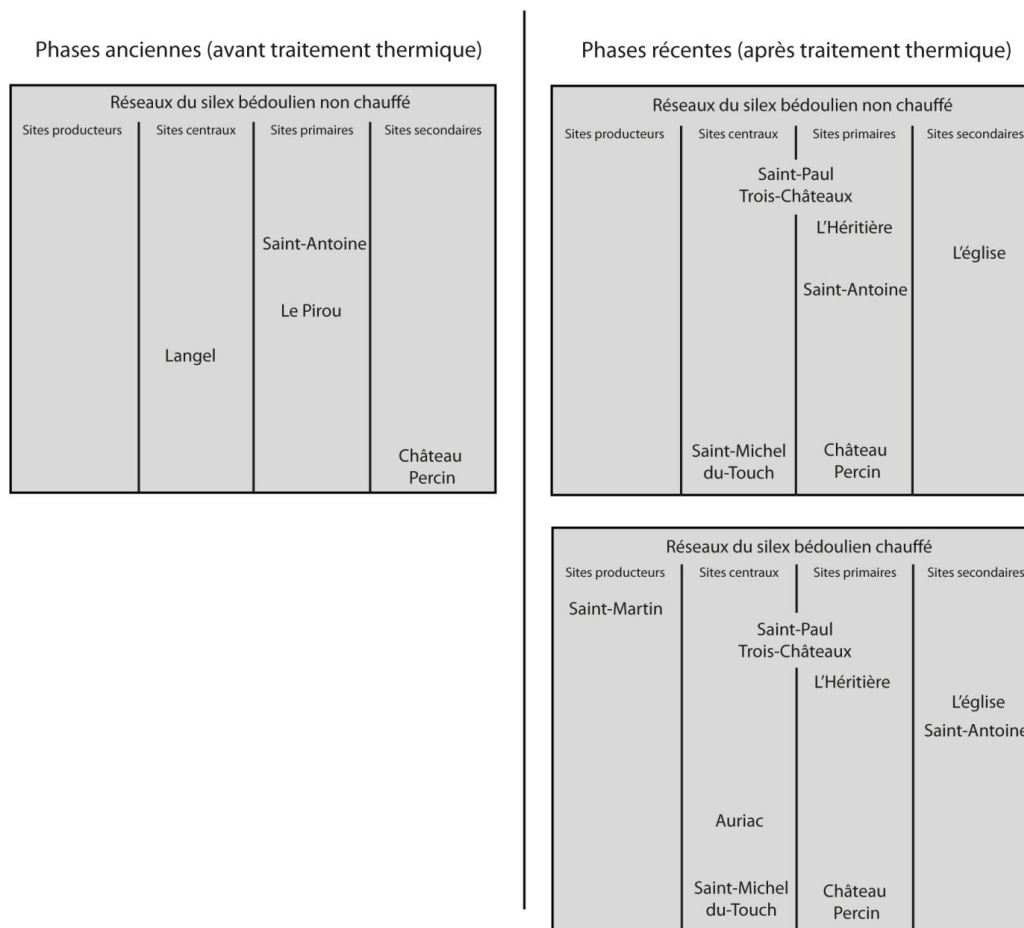 Phases anciennes (avant traitement thermique)
Réseaux du silex bédoulien non chauffé
Sites producteurs
Sites centraux
Sites primaires
Sites secondaires
Saint-Antoine
Le Pirou
Langel
Château
Percin
Phases récentes (après traitement thermique)
Réseaux du silex bédoulien non chauffé
Sites producteurs
Sites centraux
Sites primaires
Sites secondaires
Saint-Paul
Trois-Châteaux
L'Héritière
L'église
Saint-Antoine
Saint-Michel
du-Touch
Château
Percin
Réseaux du silex bédoulien chauffé
Sites producteurs
Sites centraux
Sites primaires
Sites secondaires
Saint-Martin
Saint-Paul
Trois-Châteaux
L'Héritière
L'église
Saint-Antoine
Auriac
Saint-Michel
du-Touch
Château
Percin